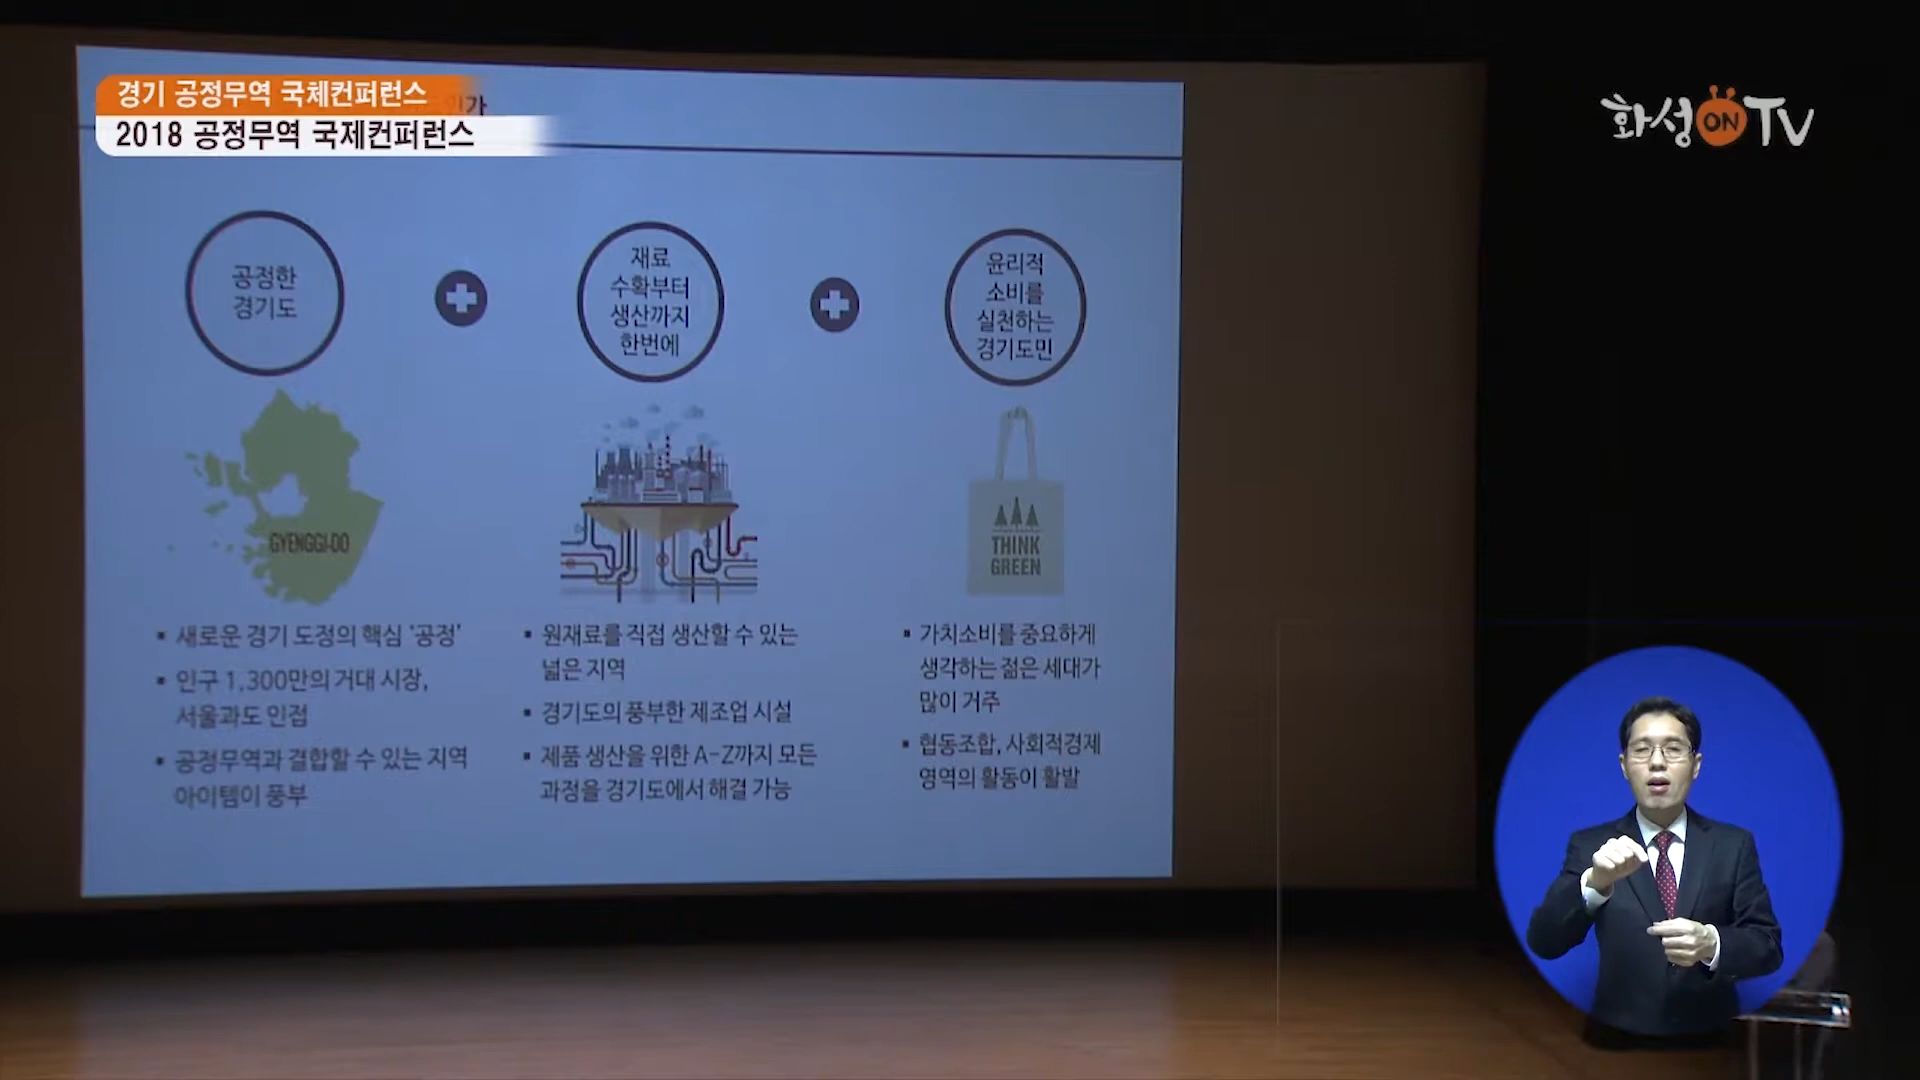 경기 공정무역 국체컨퍼런스
2018 공정무역 국제컨퍼런스
화성ONTV
공정한
경기도
재료
수확부터
생산까지
한번에
윤리적
소비를
실천하는
경기도민
GYENGGI-DO
THINK
GREEN
▪ 새로운 경기 도정의 핵심 '공정'
▪ 인구 1,300만의 거대 시장,
서울과도 인접
▪ 공정무역과 결합할 수 있는 지역
아이템이 풍부
▪ 원재료를 직접 생산할 수 있는
넓은 지역
▪ 경기도의 풍부한 제조업 시설
▪ 제품 생산을 위한 A-Z까지 모든
과정을 경기도에서 해결 가능
▪ 가치소비를 중요하게
생각하는 젊은 세대가
많이 거주
▪ 협동조합, 사회적경제
영역의 활동이 활발